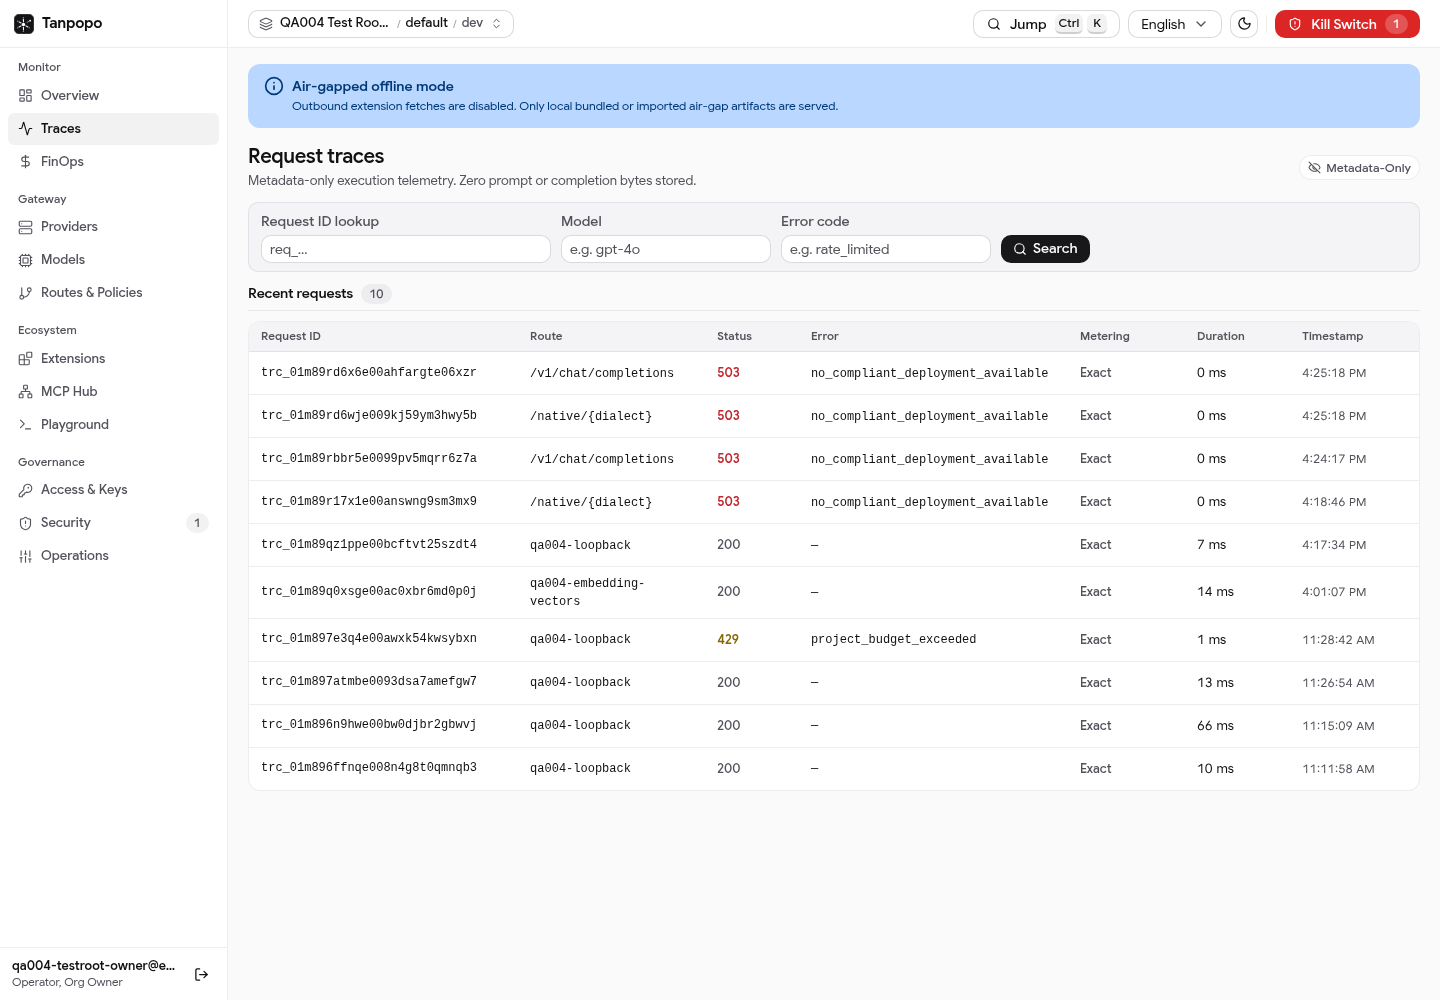 Tanpopo
QA004 Test Roo... / default / dev
Jump Ctrl K
English
Kill Switch 1
Monitor
Overview
Traces
FinOps
Gateway
Providers
Models
Routes & Policies
Ecosystem
Extensions
MCP Hub
Playground
Governance
Access & Keys
Security 1
Operations
qa004-testroot-owner@e...
Operator, Org Owner
Air-gapped offline mode
Outbound extension fetches are disabled. Only local bundled or imported air-gap artifacts are served.
Request traces
Metadata-only execution telemetry. Zero prompt or completion bytes stored.
Metadata-Only
Request ID lookup Model Error code
req_... e.g. gpt-4o e.g. rate_limited Search
Recent requests 10
Request ID Route Status Error Metering Duration Timestamp
trc_01m89rd6x6e00ahfargte06xzr /v1/chat/completions 503 no_compliant_deployment_available Exact 0 ms 4:25:18 PM
trc_01m89rd6wje009kj59ym3hwy5b /native/{dialect} 503 no_compliant_deployment_available Exact 0 ms 4:25:18 PM
trc_01m89rbbr5e0099pv5mqrr6z7a /v1/chat/completions 503 no_compliant_deployment_available Exact 0 ms 4:24:17 PM
trc_01m89r17x1e00answng9sm3mx9 /native/{dialect} 503 no_compliant_deployment_available Exact 0 ms 4:18:46 PM
trc_01m89qz1ppe00bcftvt25szdt4 qa004-loopback 200 — Exact 7 ms 4:17:34 PM
trc_01m89q0xsge00ac0xbr6md0p0j qa004-embedding-vectors 200 — Exact 14 ms 4:01:07 PM
trc_01m897e3q4e00awxk54kwsybxn qa004-loopback 429 project_budget_exceeded Exact 1 ms 11:28:42 AM
trc_01m897atmbe0093dsa7amefgw7 qa004-loopback 200 — Exact 13 ms 11:26:54 AM
trc_01m896n9hwe00bw0djbr2gbwvj qa004-loopback 200 — Exact 66 ms 11:15:09 AM
trc_01m896ffnqe008n4g8t0qmnqb3 qa004-loopback 200 — Exact 10 ms 11:11:58 AM